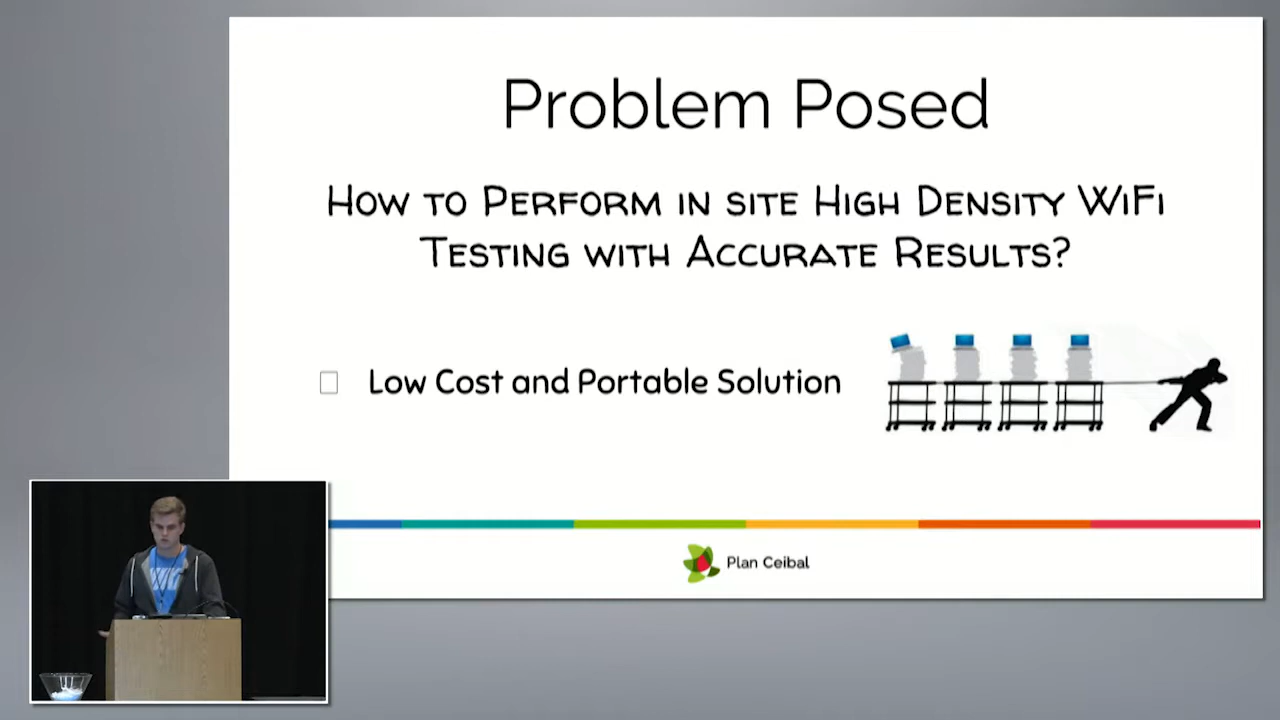 Problem Posed
How to Perform in site High Density WiFi
Testing with Accurate Results?
Low Cost and Portable Solution
Plan Ceibal